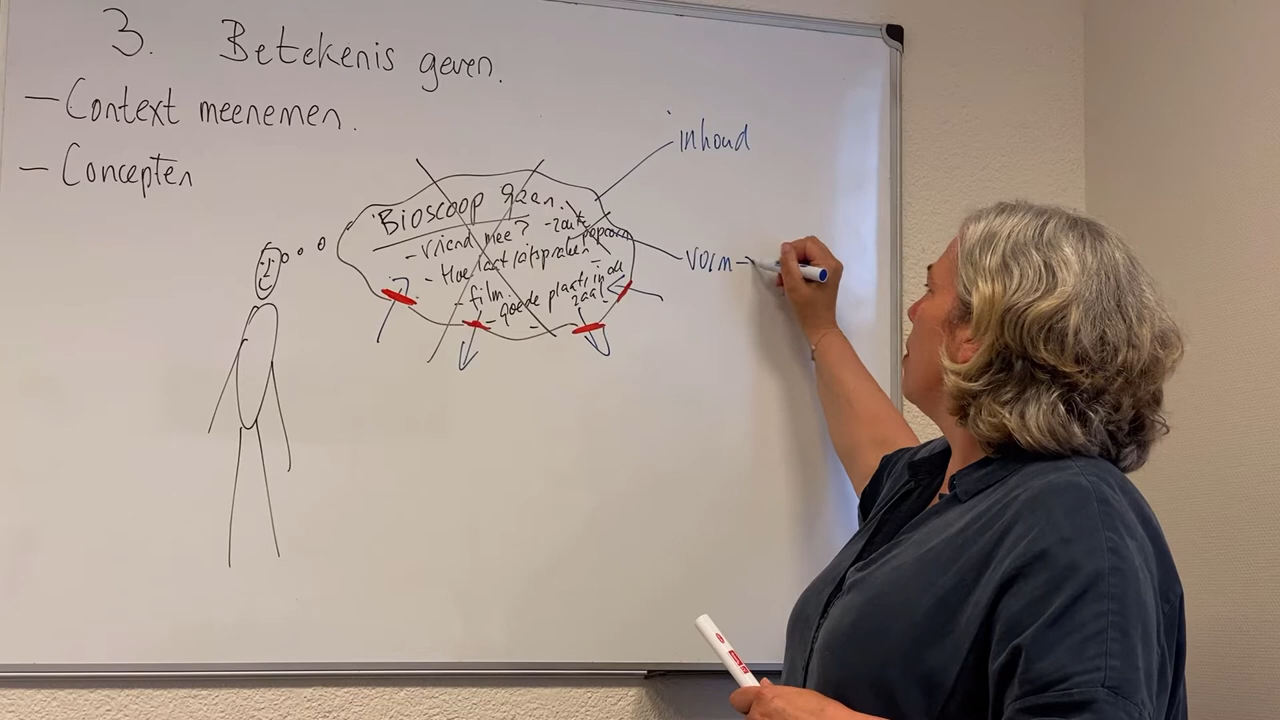 3. Betekenis geven.
- Context meenemen.
- Concepten
inhoud
Bioscoop gaan.
- vriend mee? - zoute popcorn
- Hoe laat afspreken
- film
- goede plaats in de zaal
vorm -